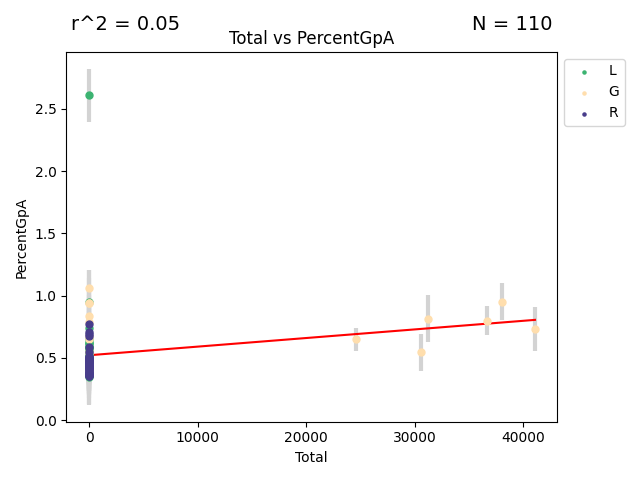 r^2 = 0.05
N = 110
Total vs PercentGpA
L
G
R
PercentGpA
2.5
2.0
1.5
1.0
0.5
0.0
0 10000 20000 30000 40000
Total